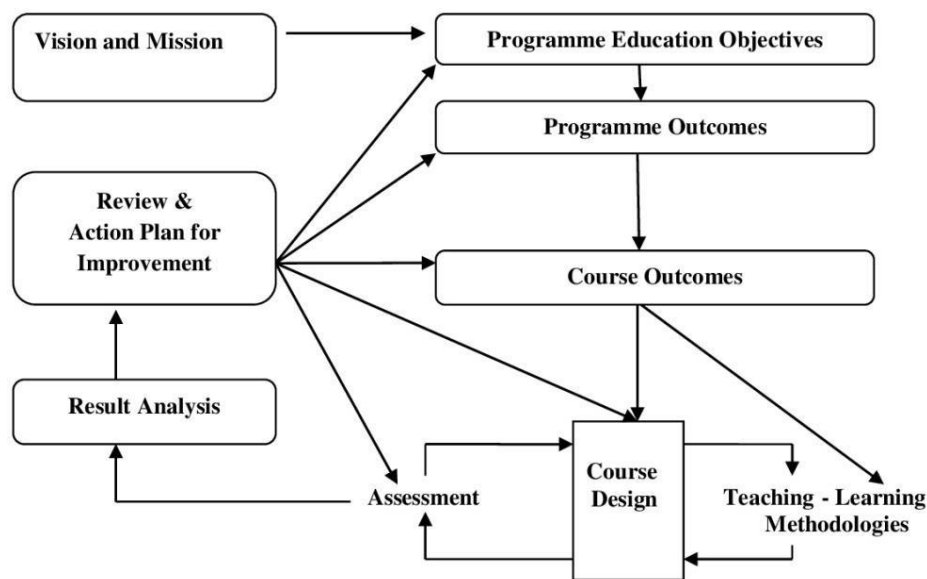 Vision and Mission
Programme Education Objectives
Programme Outcomes
Review &
Action Plan for
Improvement
Course Outcomes
Result Analysis
Assessment
Course
Design
Teaching - Learning
Methodologies